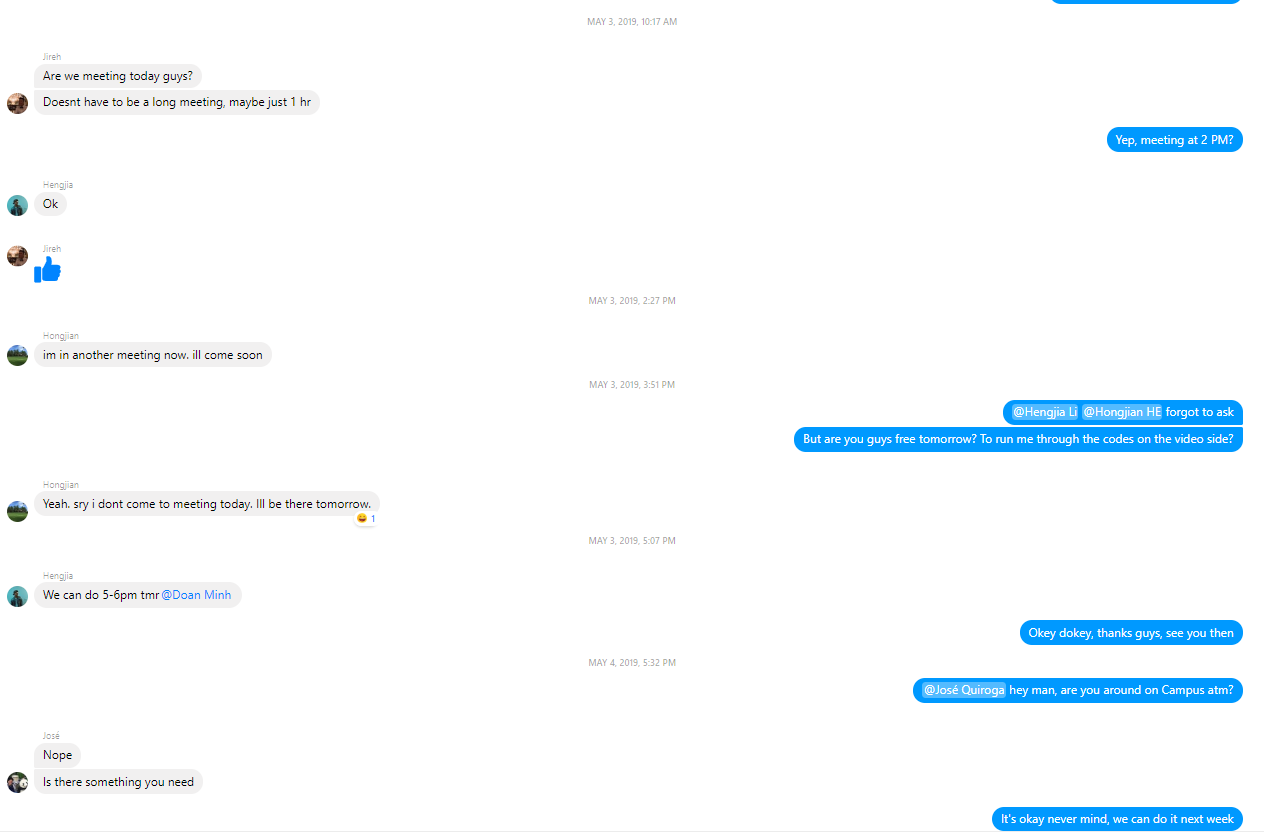 MAY 3, 2019, 10:17 AM
Jireh
Are we meeting today guys?
Doesnt have to be a long meeting, maybe just 1 hr
Yep, meeting at 2 PM?
Hengjia
Ok
Jireh
MAY 3, 2019, 2:27 PM
Hongjian
im in another meeting now. ill come soon
MAY 3, 2019, 3:51 PM
@Hengjia Li @Hongjian HE forgot to ask
But are you guys free tomorrow? To run me through the codes on the video side?
Hongjian
Yeah. sry i dont come to meeting today. Ill be there tomorrow.
1
MAY 3, 2019, 5:07 PM
Hengjia
We can do 5-6pm tmr @Doan Minh
Okey dokey, thanks guys, see you then
MAY 4, 2019, 5:32 PM
@José Quiroga hey man, are you around on Campus atm?
José
Nope
Is there something you need
It's okay never mind, we can do it next week